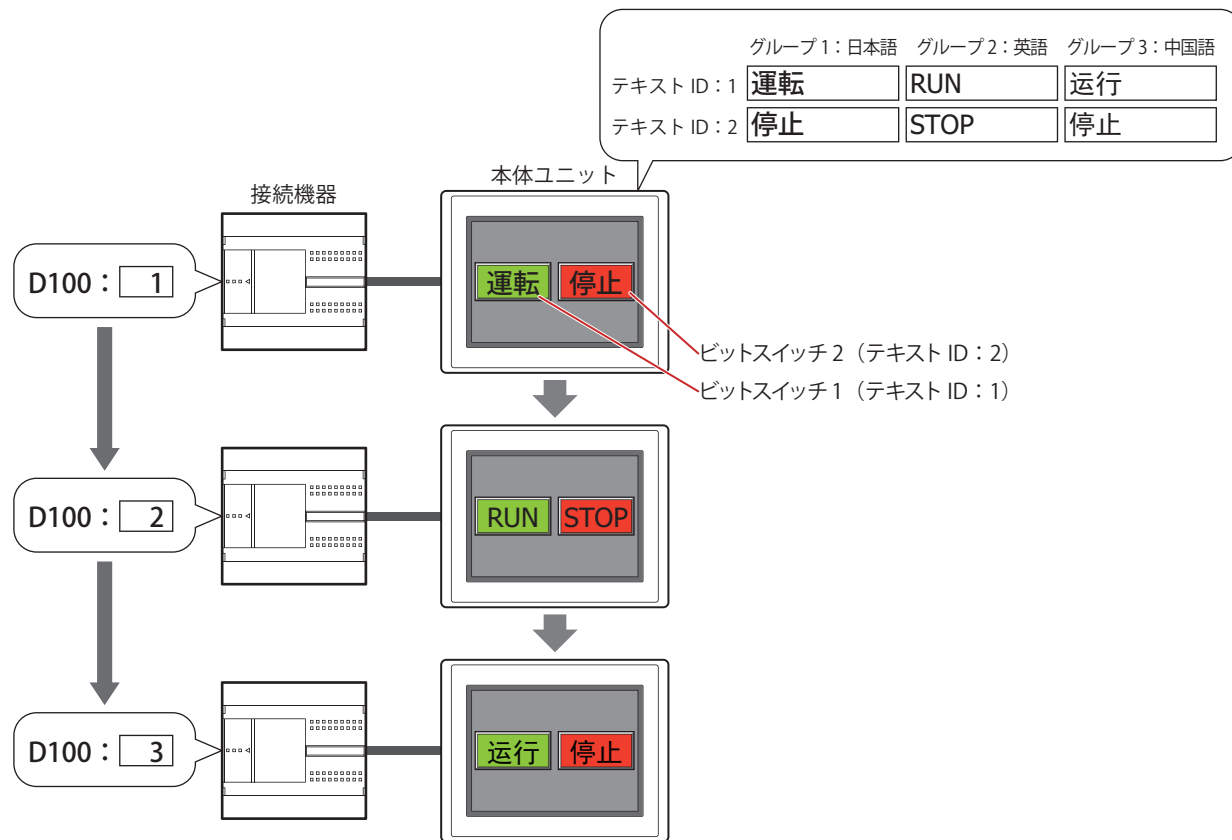 グループ 1：日本語 グループ 2：英語 グループ 3：中国語
テキスト ID：1 運転 RUN 运行
テキスト ID：2 停止 STOP 停止
本体ユニット
接続機器
D100： 1
運転 停止
ビットスイッチ 2（テキスト ID：2）
ビットスイッチ 1（テキスト ID：1）
D100： 2
RUN STOP
D100： 3
运行 停止